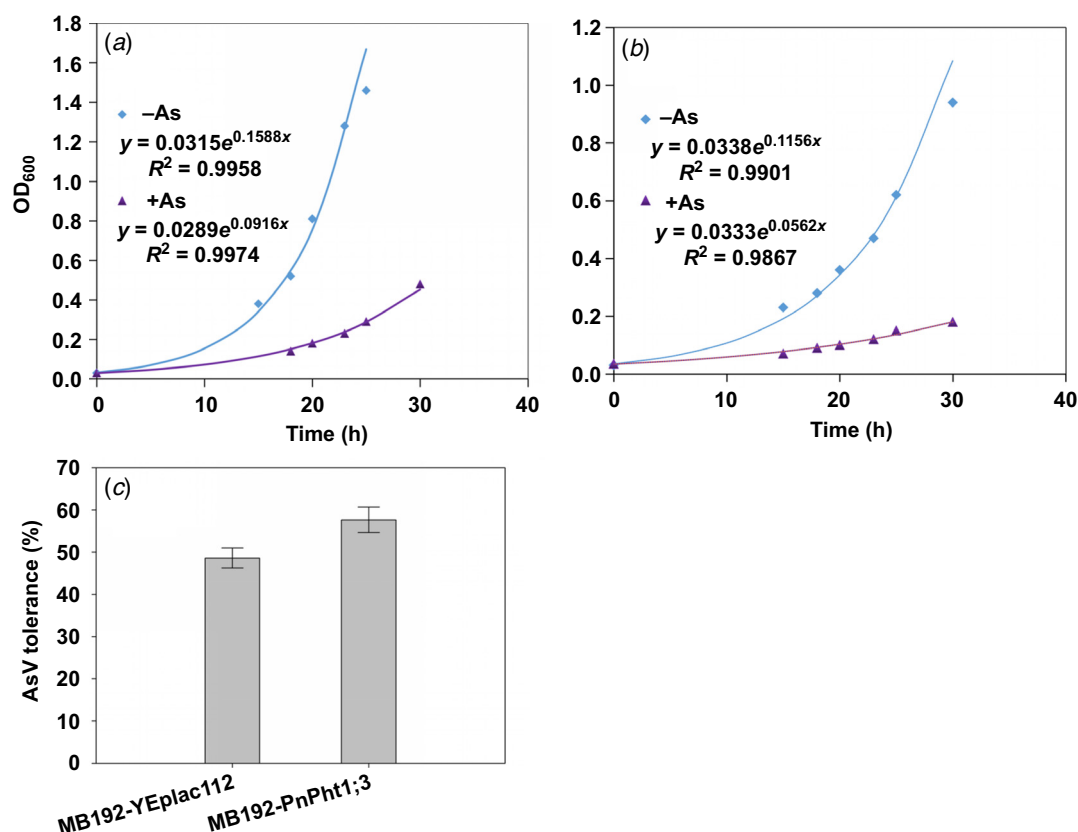 (a)
1.8
1.6
1.4
1.2
1.0
0.8
0.6
0.4
0.2
0.0
OD600
–As
y = 0.0315e^0.1588x
R² = 0.9958
+As
y = 0.0289e^0.0916x
R² = 0.9974
0 10 20 30 40
Time (h)
(b)
1.2
1.0
0.8
0.6
0.4
0.2
0.0
–As
y = 0.0338e^0.1156x
R² = 0.9901
+As
y = 0.0333e^0.0562x
R² = 0.9867
0 10 20 30 40
Time (h)
(c)
70
60
50
40
30
20
10
0
AsV tolerance (%)
MB192-YEplac112
MB192-PnPht1;3